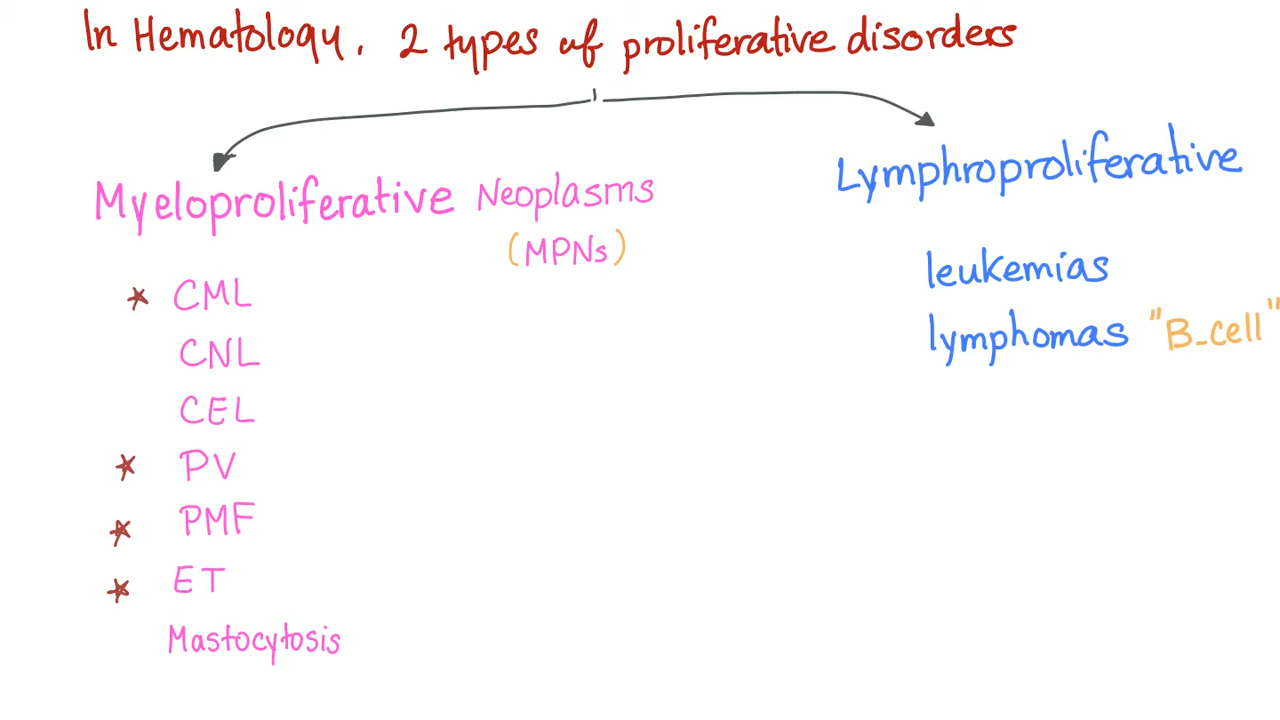 In Hematology, 2 types of proliferative disorders
Myeloproliferative Neoplasms
(MPNs)
CML
CNL
CEL
PV
PMF
ET
Mastocytosis
Lymphroproliferative
leukemias
lymphomas "B-cell"